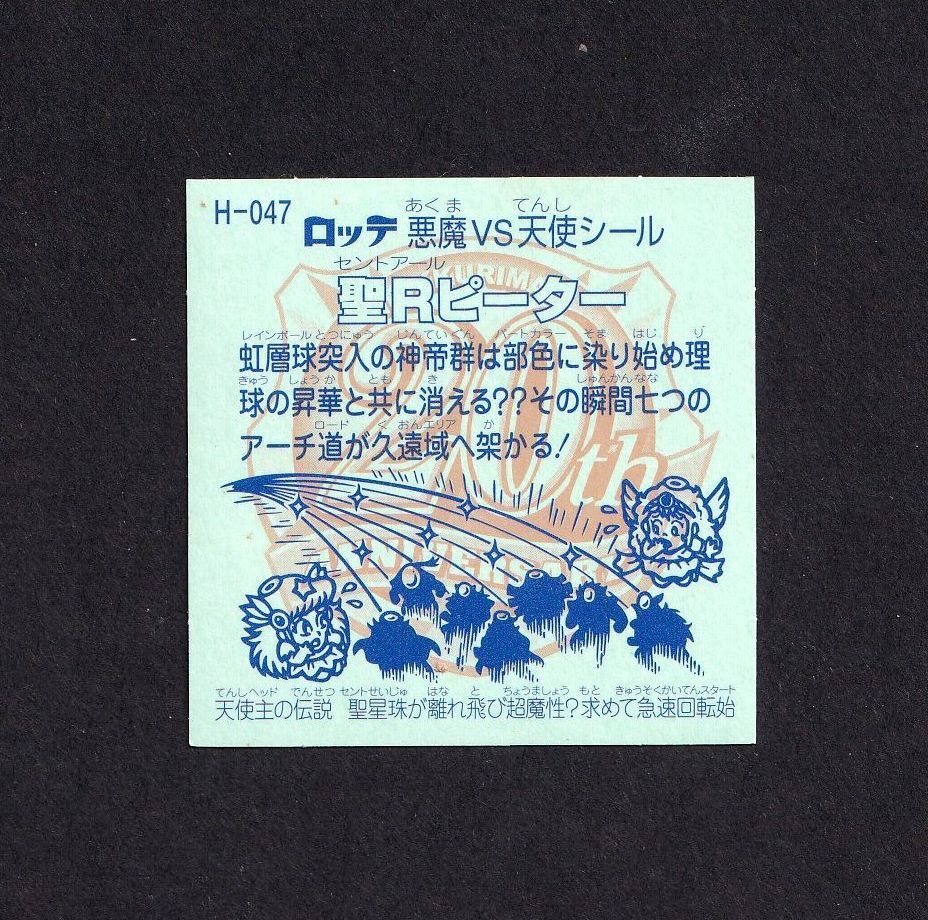 H-047
あくま てんし
ロッテ 悪魔VS天使シール
セントアール
聖Rピーター
レインボール とつにゅう しんていぐん パートカラー そま はじ り
虹層球突入の神帝群は部色に染り始め理
きゅう しょうか とも き しゅんかんなな
球の昇華と共に消える??その瞬間七つの
ロード くおんエリア か
アーチ道が久遠域へ架かる!
20th
ANNIVERSARY
てんしヘッド でんせつ セントせいじゅ はな と ちょうましょう もと きゅうそくかいてんスタート
天使主の伝説 聖星珠が離れ飛び超魔性?求めて急速回転始